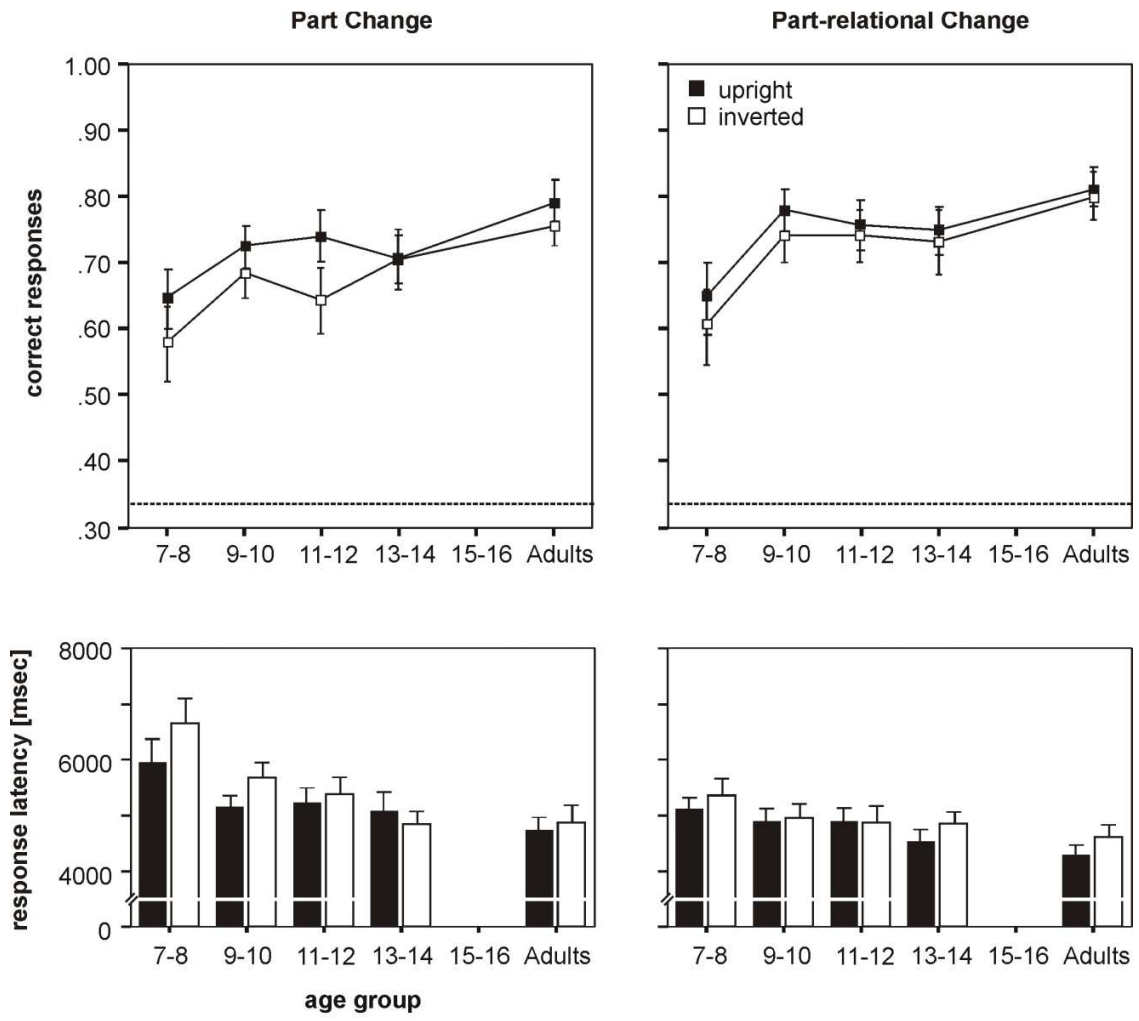 Part Change
Part-relational Change
correct responses
1.00
.90
.80
.70
.60
.50
.40
.30
upright
inverted
7-8 9-10 11-12 13-14 15-16 Adults
7-8 9-10 11-12 13-14 15-16 Adults
response latency [msec]
8000
6000
4000
0
7-8 9-10 11-12 13-14 15-16 Adults
7-8 9-10 11-12 13-14 15-16 Adults
age group